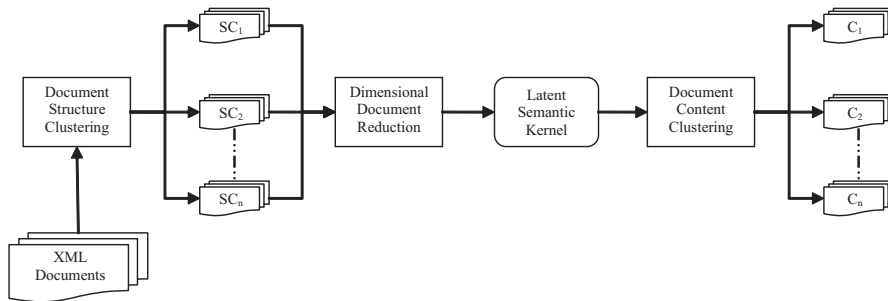 XML
Documents
Document
Structure
Clustering
SC1
SC2
SCn
Dimensional
Document
Reduction
Latent
Semantic
Kernel
Document
Content
Clustering
C1
C2
Cn